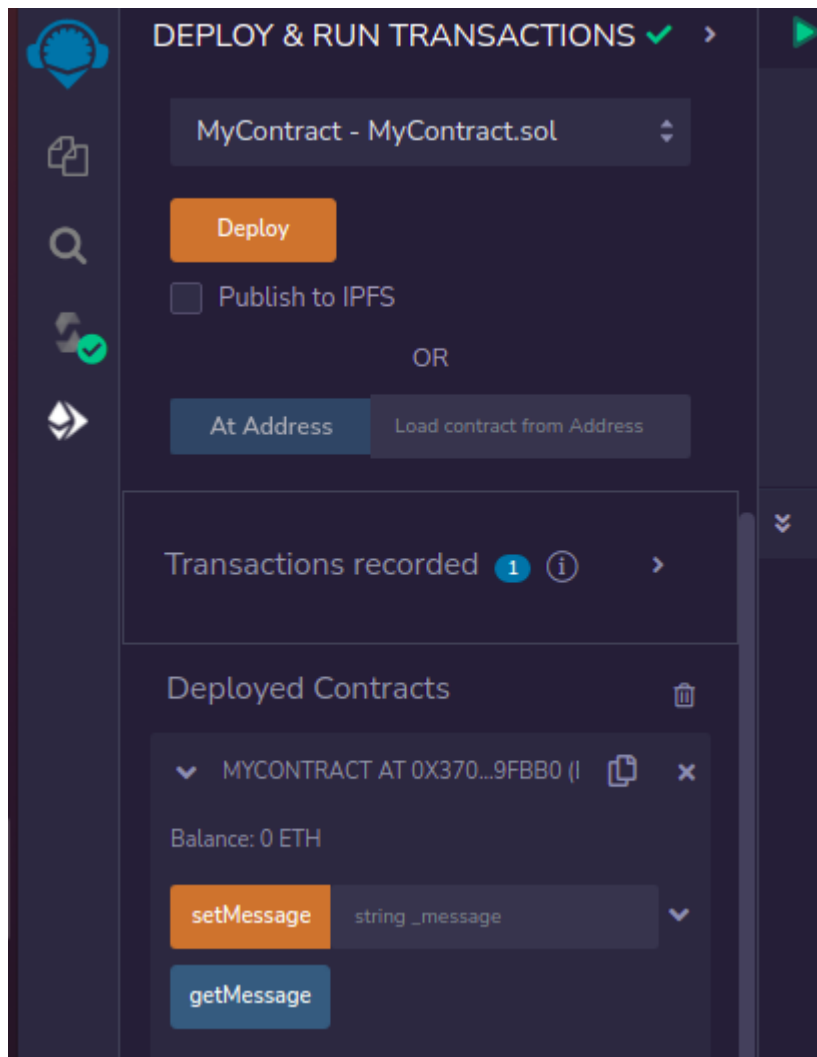 DEPLOY & RUN TRANSACTIONS
MyContract - MyContract.sol
Deploy
Publish to IPFS
OR
At Address Load contract from Address
Transactions recorded 1 i
Deployed Contracts
MYCONTRACT AT 0X370...9FBB0 (
Balance: 0 ETH
setMessage string _message
getMessage